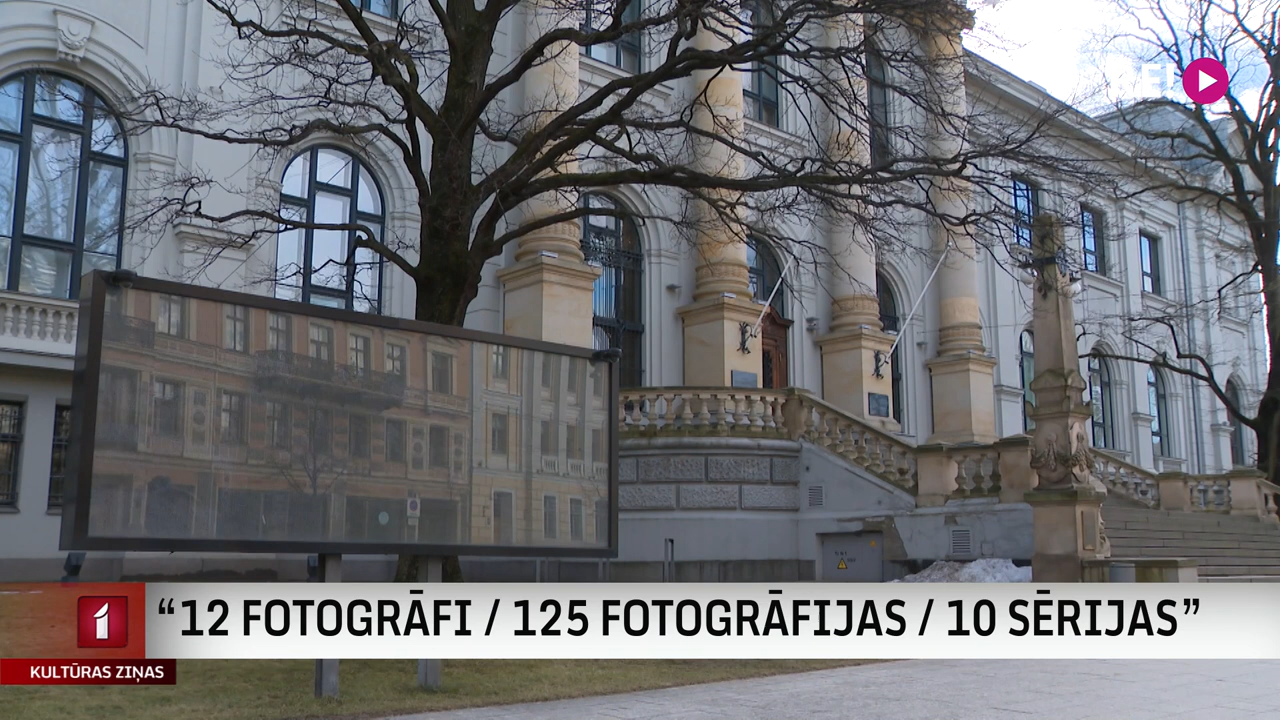 “12 FOTOGRĀFI / 125 FOTOGRĀFIJAS / 10 SĒRIJAS”
1
KULTŪRAS ZIŅAS